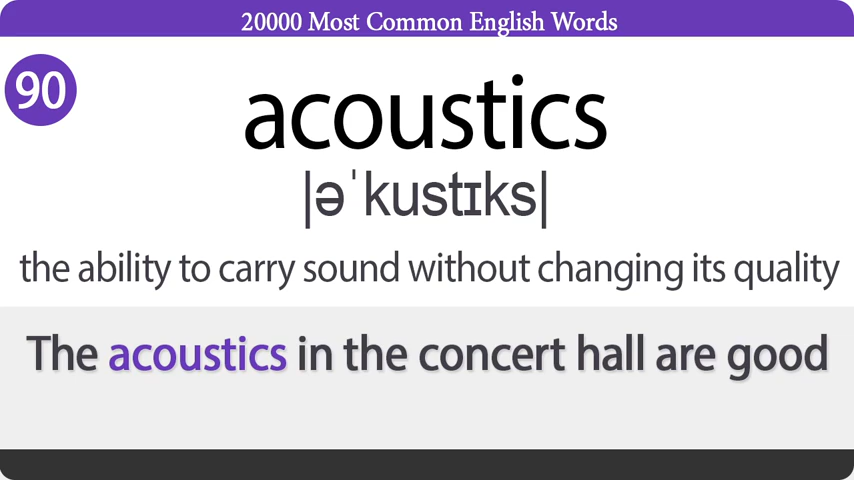 20000 Most Common English Words
90
acoustics
|əˈkustɪks|
the ability to carry sound without changing its quality
The acoustics in the concert hall are good